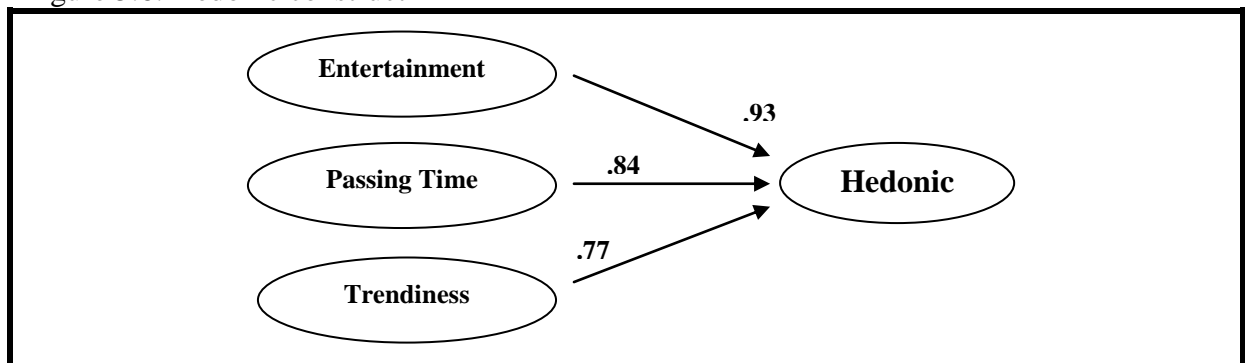 Entertainment
.93
Passing Time
.84
Hedonic
.77
Trendiness